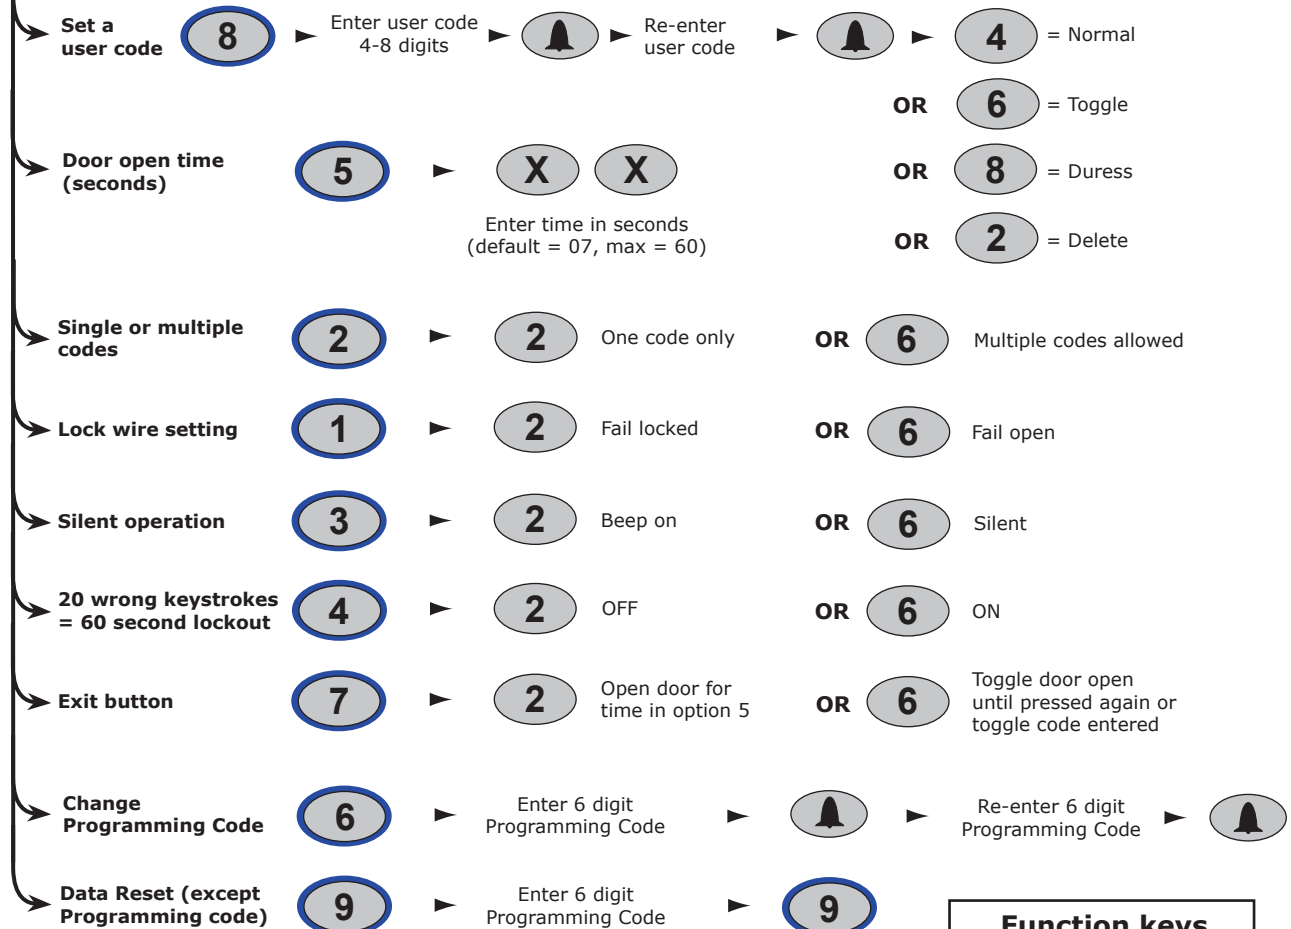 Set a
user code
8
Enter user code
4-8 digits
Re-enter
user code
4
= Normal
OR
6
= Toggle
Door open time
(seconds)
5
X
X
OR
8
= Duress
Enter time in seconds
(default = 07, max = 60)
OR
2
= Delete
Single or multiple
codes
2
2
One code only
OR
6
Multiple codes allowed
Lock wire setting
1
2
Fail locked
OR
6
Fail open
Silent operation
3
2
Beep on
OR
6
Silent
20 wrong keystrokes
= 60 second lockout
4
2
OFF
OR
6
ON
Exit button
7
2
Open door for
time in option 5
OR
6
Toggle door open
until pressed again or
toggle code entered
Change
Programming Code
6
Enter 6 digit
Programming Code
Re-enter 6 digit
Programming Code
Data Reset (except
Programming code)
9
Enter 6 digit
Programming Code
9
Function keys